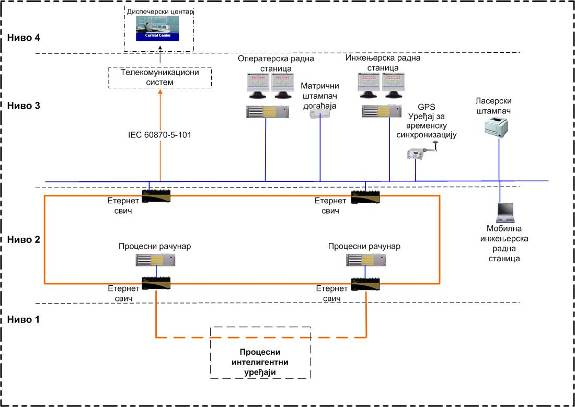 Диспечерски центар
Control Center
Ниво 4
Телекомуникациони
систем
Оператерска радна
станица
Инжењерска радна
станица
Матрични
штампач
догађаја
GPS
Уређај за
временску
синхронизацију
Ласерски
штампач
Ниво 3
IEC 60870-5-101
Етернет
свич
Етернет
свич
Мобилна
инжењерска
радна
станица
Ниво 2
Процесни рачунар
Процесни рачунар
Етернет
свич
Етернет
свич
Ниво 1
Процесни
интелигентни
уређаји